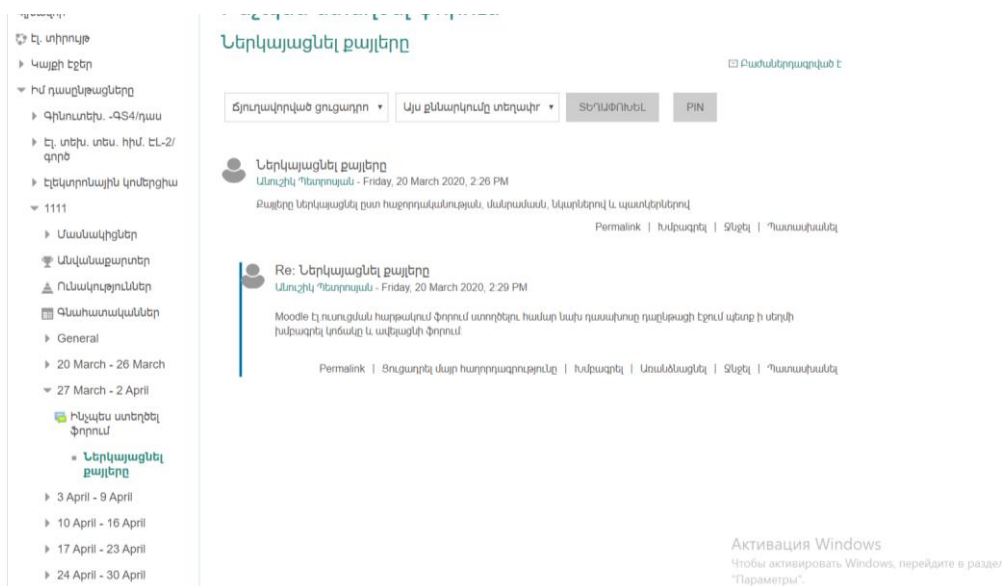 Էլ. տիրույթ
Կայքի էջեր
Իմ դասընթացները
Գինուտեխ. -ԳՏ4/դաս
Էլ. տեխ. տես. հիմ. ԷԼ-2/
գործ
Էլեկտրոնային կոմերցիա
1111
Մասնակիցներ
Անվանաքարտեր
Ունակություններ
Գնահատականներ
General
20 March - 26 March
27 March - 2 April
Ինչպես ստեղծել
ֆորում
Ներկայացնել
քայլերը
3 April - 9 April
10 April - 16 April
17 April - 23 April
24 April - 30 April
Ներկայացնել քայլերը
Բաժաներդագրված է
Ճյուղավորված ցուցադրո
Այս քննարկումը տեղափր
ՏԵՂԱՓՈԽԵԼ
PIN
Ներկայացնել քայլերը
Անուշիկ Պետրոսյան - Friday, 20 March 2020, 2:26 PM
Քայլերը ներկայացնել ըստ հաջորդականության, մանրամասն, նկարներով և պատկերներով
Permalink | Խմբագրել | Ջնջել | Պատասխանել
Re: Ներկայացնել քայլերը
Անուշիկ Պետրոսյան - Friday, 20 March 2020, 2:29 PM
Moodle էլ ուսուցման հարթակում ֆորում ստողծելու համար նախ դասախոսը դաընթացի էջում պետք ի սեղմի
խմբագրել կոճակը և ավելացնի ֆորում:
Permalink | Ցուցադրել մայր հաղորդագրությունը | Խմբագրել | Առանձնացնել | Ջնջել | Պատասխանել
Активация Windows
Чтобы активировать Windows, перейдите в раздел
"Параметры".